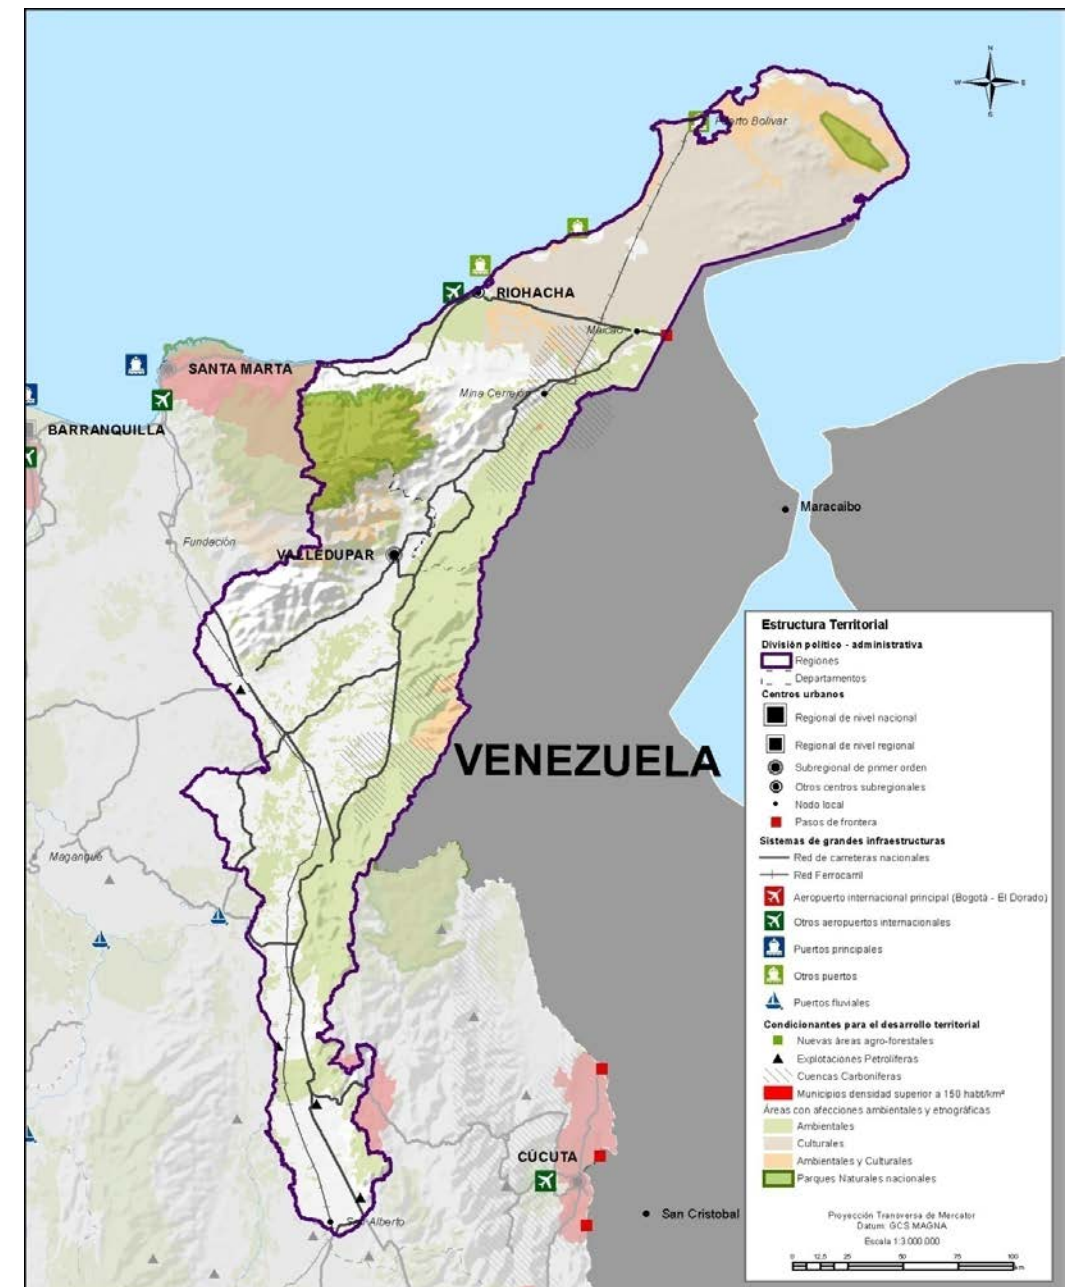 N
W
E
S
Puerto Bolívar
RIOHACHA
Maicao
SANTA MARTA
Mina Cerrejón
BARRANQUILLA
Maracaibo
Fundación
VALLEDUPAR
VENEZUELA
Magangué
CÚCUTA
San Cristobal
San Alberto
Estructura Territorial
División político - administrativa
Regiones
Departamentos
Centros urbanos
Regional de nivel nacional
Regional de nivel regional
Subregional de primer orden
Otros centros subregionales
Nodo local
Pasos de frontera
Sistemas de grandes infraestructuras
Red de carreteras nacionales
Red Ferrocarril
Aeropuerto internacional principal (Bogotá - El Dorado)
Otros aeropuertos internacionales
Puertos principales
Otros puertos
Puertos fluviales
Condicionantes para el desarrollo territorial
Nuevas áreas agro-forestales
Explotaciones Petrolíferas
Cuencas Carboníferas
Municipios densidad superior a 150 habt/km²
Áreas con afecciones ambientales y etnográficas
Ambientales
Culturales
Ambientales y Culturales
Parques Naturales nacionales
Proyección Transversa de Mercator
Datum: GCS MAGNA
Escala 1:3.000.000
0 12,5 25 50 75 100
km